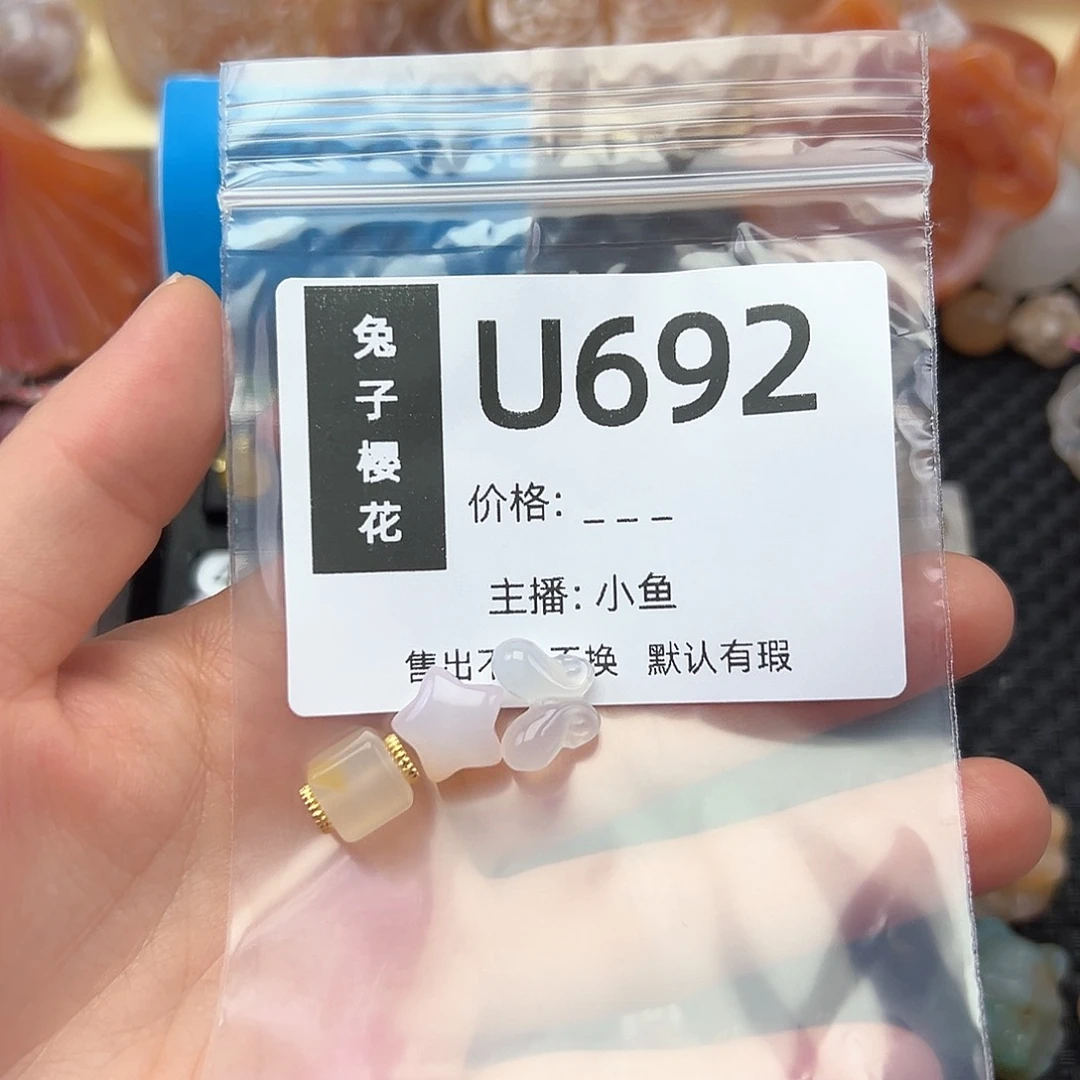 兔子樱花
U692
价格: _ _ _
主播: 小鱼
售出不 换 默认有瑕